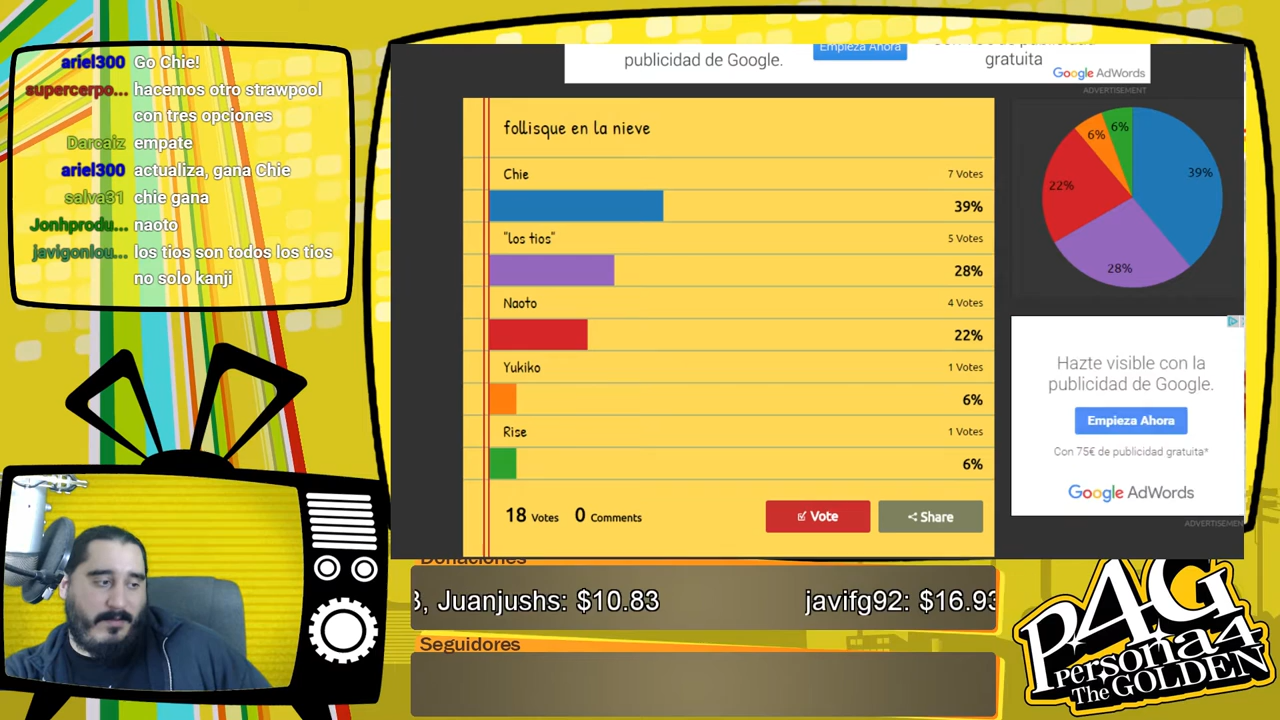 ariel300 Go Chie!
supercerpo... hacemos otro strawpool
con tres opciones
Darcaiz empate
ariel300 actualiza, gana Chie
salva31 chie gana
Jonhprodu... naoto
javigonlou... los tios son todos los tios
no solo kanji
publicidad de Google.
Empieza Ahora
gratuita
Google AdWords
ADVERTISEMENT
follisque en la nieve
Chie 7 Votes
39%
"los tios" 5 Votes
28%
Naoto 4 Votes
22%
Yukiko 1 Votes
6%
Rise 1 Votes
6%
18 Votes 0 Comments
Vote
Share
6%
6%
39%
22%
28%
Hazte visible con la
publicidad de Google.
Empieza Ahora
Con 75€ de publicidad gratuita*
Google AdWords
ADVERTISEMEN
Donaciones
3, Juanjushs: $10.83 javifg92: $16.93
Seguidores
P4G
Persona 4
The GOLDEN